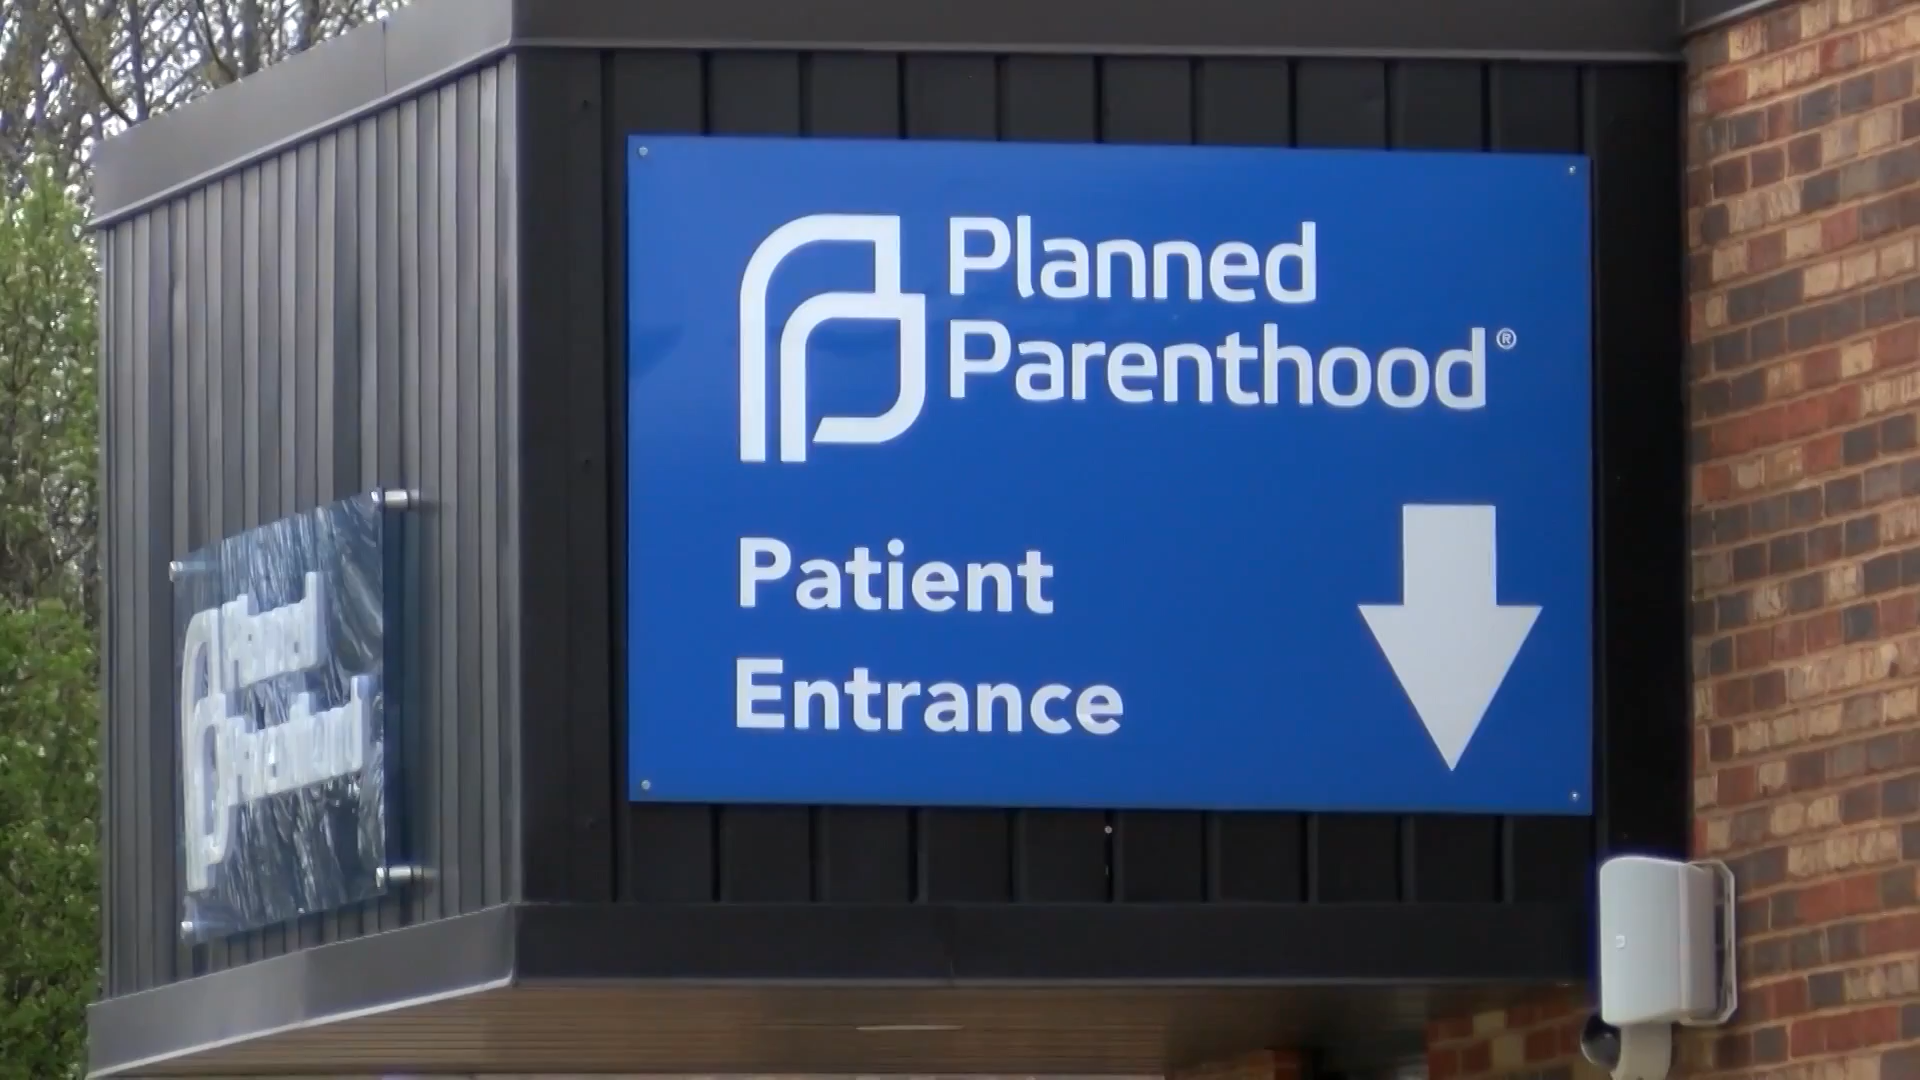 Planned
Parenthood®
Patient
Entrance
Planned
Parenthood